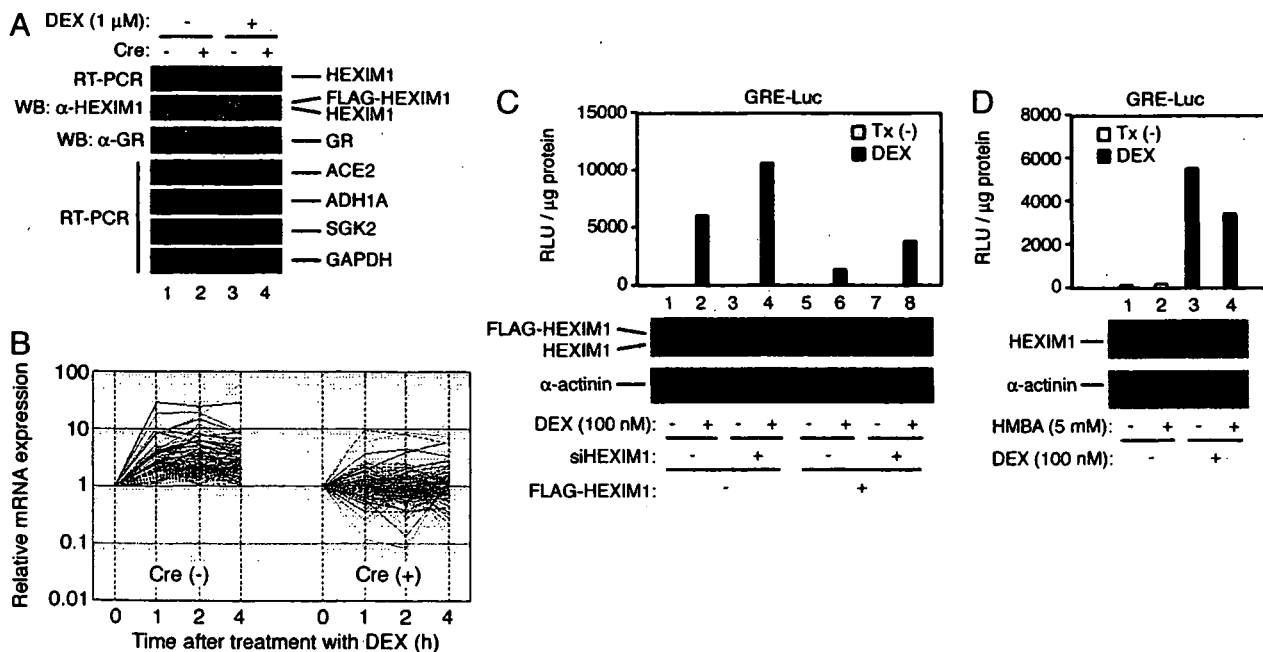 A
DEX (1 µM): - +
Cre: - + - +
RT-PCR
HEXIM1
WB: α-HEXIM1
FLAG-HEXIM1
HEXIM1
WB: α-GR
GR
RT-PCR
ACE2
ADH1A
SGK2
GAPDH
1 2 3 4
B
Relative mRNA expression
100
10
1
0.1
0.01
Cre (-)
Cre (+)
0 1 2 4 0 1 2 4
Time after treatment with DEX (h)
C
GRE-Luc
RLU / µg protein
15000
10000
5000
0
Tx (-)
DEX
1 2 3 4 5 6 7 8
FLAG-HEXIM1
HEXIM1
α-actinin
DEX (100 nM): - + - + - + - +
siHEXIM1: - + - +
FLAG-HEXIM1: - +
D
GRE-Luc
RLU / µg protein
8000
6000
4000
2000
0
Tx (-)
DEX
1 2 3 4
HEXIM1
α-actinin
HMBA (5 mM): - + - +
DEX (100 nM): - +